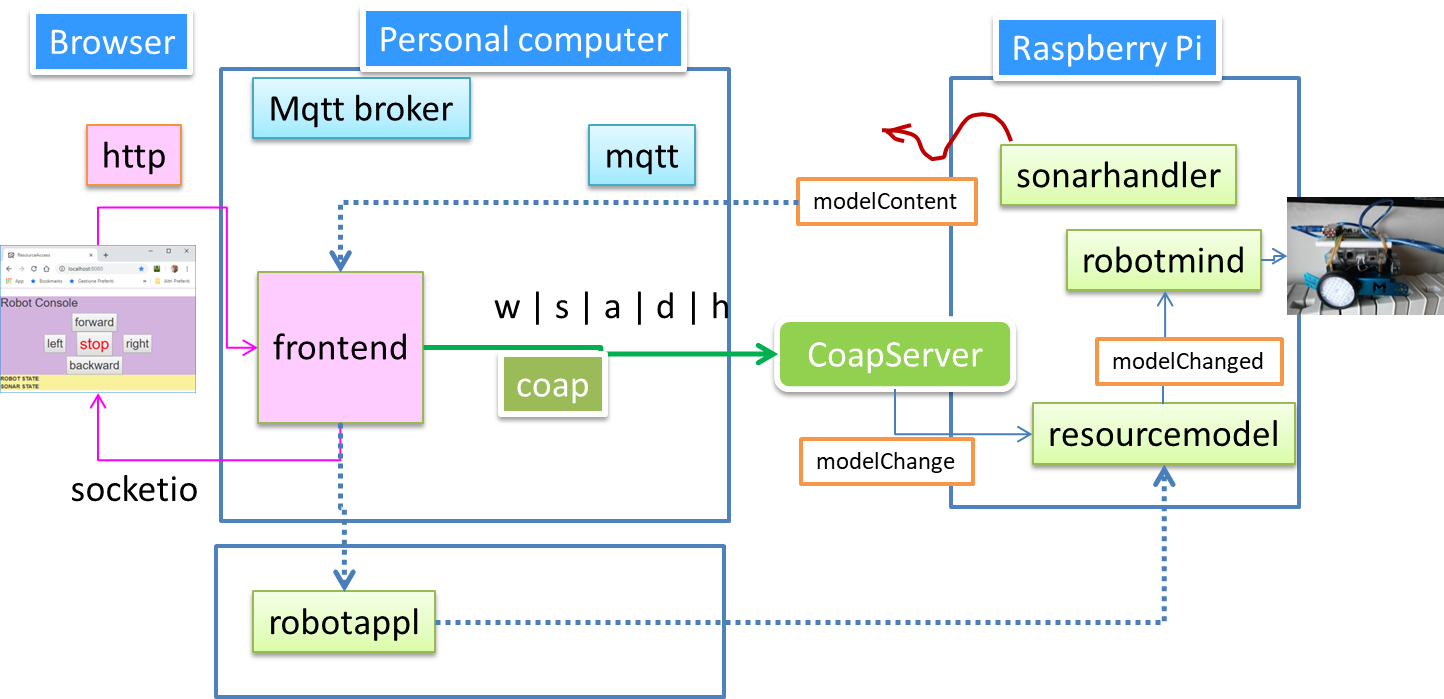 Browser
Personal computer
Raspberry Pi
Mqtt broker
http
mqtt
sonarhandler
modelContent
robotmind
ResourceAccess
localhost:8080
App
Bookmarks
Gestione Preferiti
Altri Preferiti
Robot Console
forward
left
stop
right
backward
ROBOT STATE
SONAR STATE
frontend
w | s | a | d | h
coap
CoapServer
modelChanged
resourcemodel
modelChange
socketio
robotappl